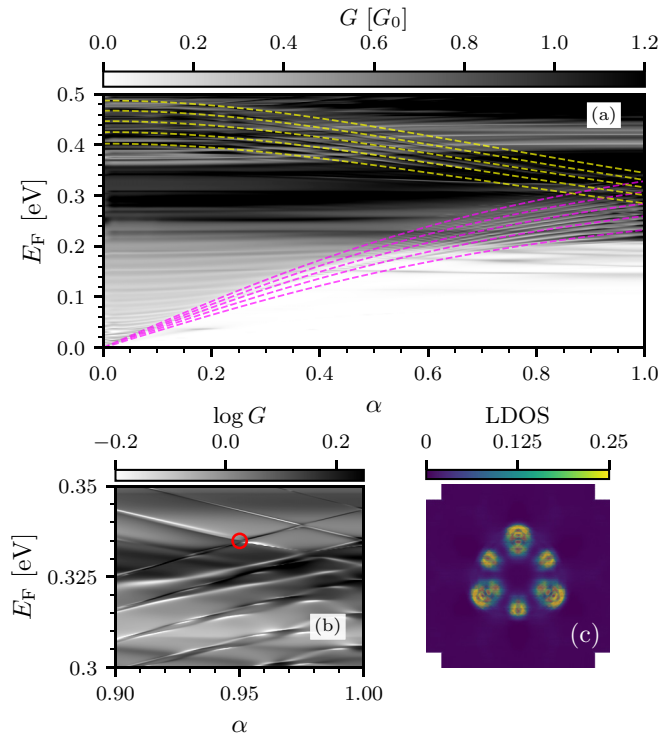 G [G₀]
0.0 0.2 0.4 0.6 0.8 1.0 1.2
0.5
0.4
0.3
0.2
0.1
0.0
E_F [eV]
(a)
0.0 0.2 0.4 0.6 0.8 1.0
α
log G
−0.2 0.0 0.2
0.35
0.325
0.3
E_F [eV]
(b)
0.90 0.95 1.00
α
LDOS
0 0.125 0.25
(c)